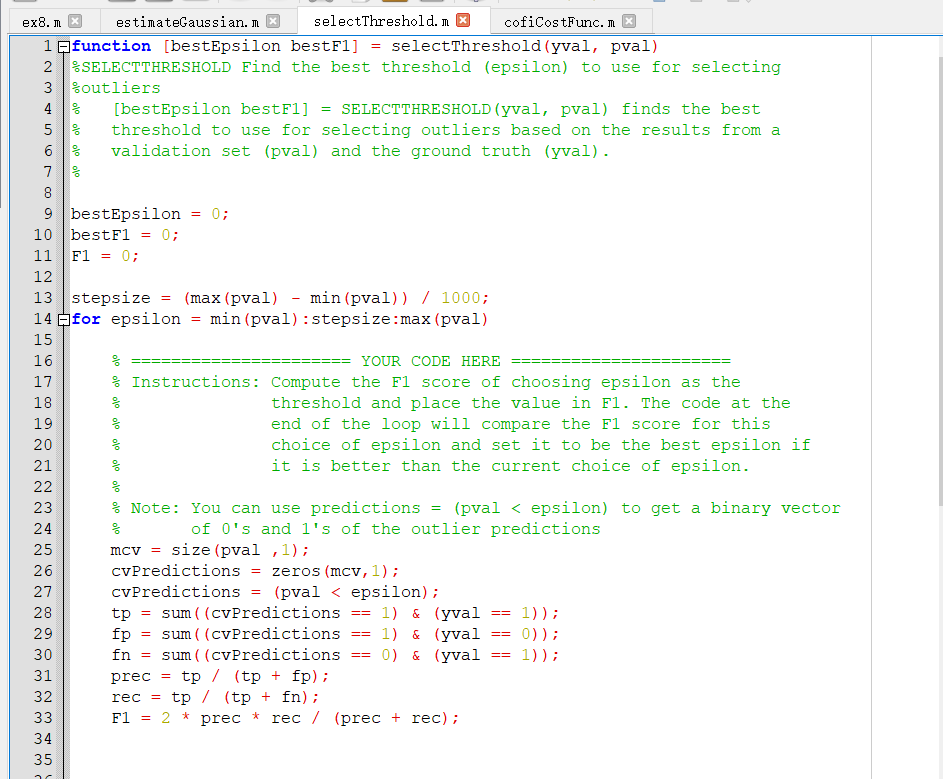 ex8.m estimateGaussian.m selectThreshold.m cofiCostFunc.m
1 function [bestEpsilon bestF1] = selectThreshold(yval, pval)
2 %SELECTTHRESHOLD Find the best threshold (epsilon) to use for selecting
3 %outliers
4 %   [bestEpsilon bestF1] = SELECTTHRESHOLD(yval, pval) finds the best
5 %   threshold to use for selecting outliers based on the results from a
6 %   validation set (pval) and the ground truth (yval).
7 %
8
9 bestEpsilon = 0;
10 bestF1 = 0;
11 F1 = 0;
12
13 stepsize = (max(pval) - min(pval)) / 1000;
14 for epsilon = min(pval):stepsize:max(pval)
15
16     % ====================== YOUR CODE HERE ======================
17     % Instructions: Compute the F1 score of choosing epsilon as the
18     %               threshold and place the value in F1. The code at the
19     %               end of the loop will compare the F1 score for this
20     %               choice of epsilon and set it to be the best epsilon if
21     %               it is better than the current choice of epsilon.
22     %
23     % Note: You can use predictions = (pval < epsilon) to get a binary vector
24     %       of 0's and 1's of the outlier predictions
25     mcv = size(pval ,1);
26     cvPredictions = zeros(mcv,1);
27     cvPredictions = (pval < epsilon);
28     tp = sum((cvPredictions == 1) & (yval == 1));
29     fp = sum((cvPredictions == 1) & (yval == 0));
30     fn = sum((cvPredictions == 0) & (yval == 1));
31     prec = tp / (tp + fp);
32     rec = tp / (tp + fn);
33     F1 = 2 * prec * rec / (prec + rec);
34
35